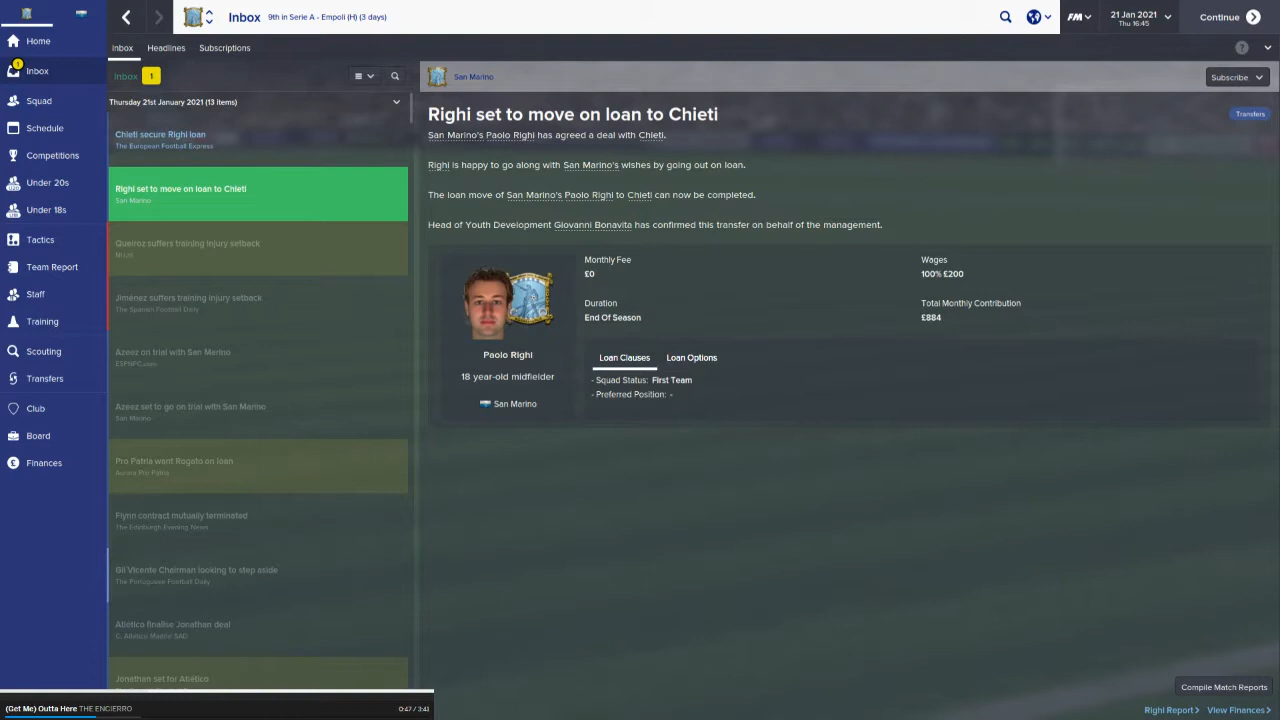 Inbox
9th in Serie A - Empoli (H) (3 days)
FM
21 Jan 2021
Thu 16:45
Continue
Home
1
Inbox
Squad
Schedule
Competitions
Under 20s
Under 18s
Tactics
Team Report
Staff
Training
Scouting
Transfers
Club
Board
Finances
Inbox
Headlines
Subscriptions
Inbox
1
Thursday 21st January 2021 (13 items)
Chieti secure Righi loan
The European Football Express
Righi set to move on loan to Chieti
San Marino
Queiroz suffers training injury setback
Jiménez suffers training injury setback
The Spanish Football Daily
Azeez on trial with San Marino
ESPNFC.com
Azeez set to go on trial with San Marino
San Marino
Pro Patria want Rogato on loan
Aurora Pro Patria
Flynn contract mutually terminated
The Edinburgh Evening News
Gil Vicente Chairman looking to step aside
The Portuguese Football Daily
Atlético finalise Jonathan deal
C. Atlético Madrid SAD
Jonathan set for Atlético
San Marino
Subscribe
Righi set to move on loan to Chieti
Transfers
San Marino's Paolo Righi has agreed a deal with Chieti.
Righi is happy to go along with San Marino's wishes by going out on loan.
The loan move of San Marino's Paolo Righi to Chieti can now be completed.
Head of Youth Development Giovanni Bonavita has confirmed this transfer on behalf of the management.
Paolo Righi
18 year-old midfielder
San Marino
Monthly Fee
£0
Wages
100% £200
Duration
End Of Season
Total Monthly Contribution
£884
Loan Clauses
Loan Options
- Squad Status: First Team
- Preferred Position: -
Compile Match Reports
Righi Report>
View Finances>
(Get Me) Outta Here THE ENCIERRO
0:47 / 3:41